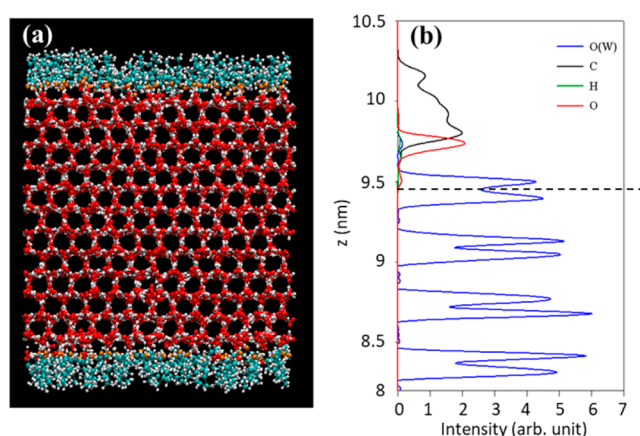 (a)
(b)
10.5
10
9.5
9
8.5
8
z (nm)
O(W)
C
H
O
0 1 2 3 4 5 6 7
Intensity (arb. unit)